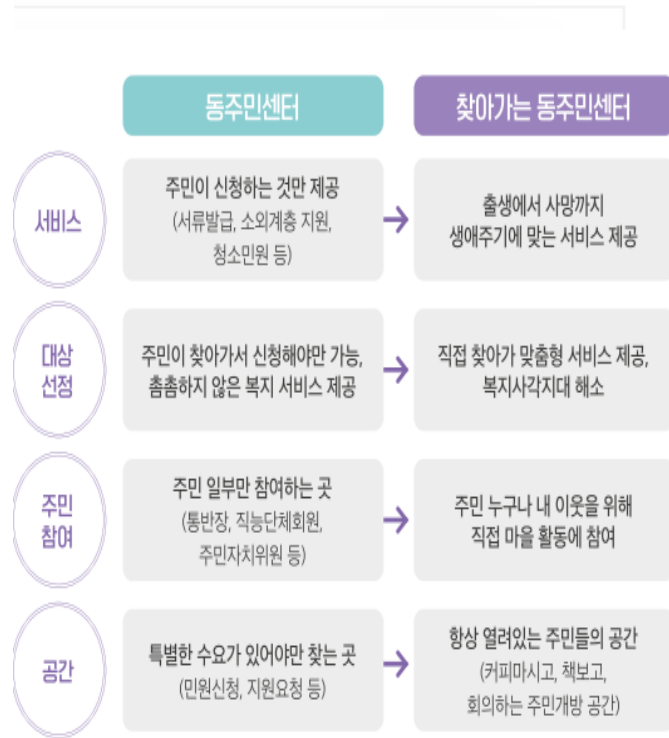 동주민센터
찾아가는 동주민센터
서비스
주민이 신청하는 것만 제공
(서류발급, 소외계층 지원,
청소민원 등)
출생에서 사망까지
생애주기에 맞는 서비스 제공
대상
선정
주민이 찾아가서 신청해야만 가능,
촘촘하지 않은 복지 서비스 제공
직접 찾아가 맞춤형 서비스 제공,
복지사각지대 해소
주민
참여
주민 일부만 참여하는 곳
(통반장, 직능단체회원,
주민자치위원 등)
주민 누구나 내 이웃을 위해
직접 마을 활동에 참여
공간
특별한 수요가 있어야만 찾는 곳
(민원신청, 지원요청 등)
항상 열려있는 주민들의 공간
(커피마시고, 책보고,
회의하는 주민개방 공간)